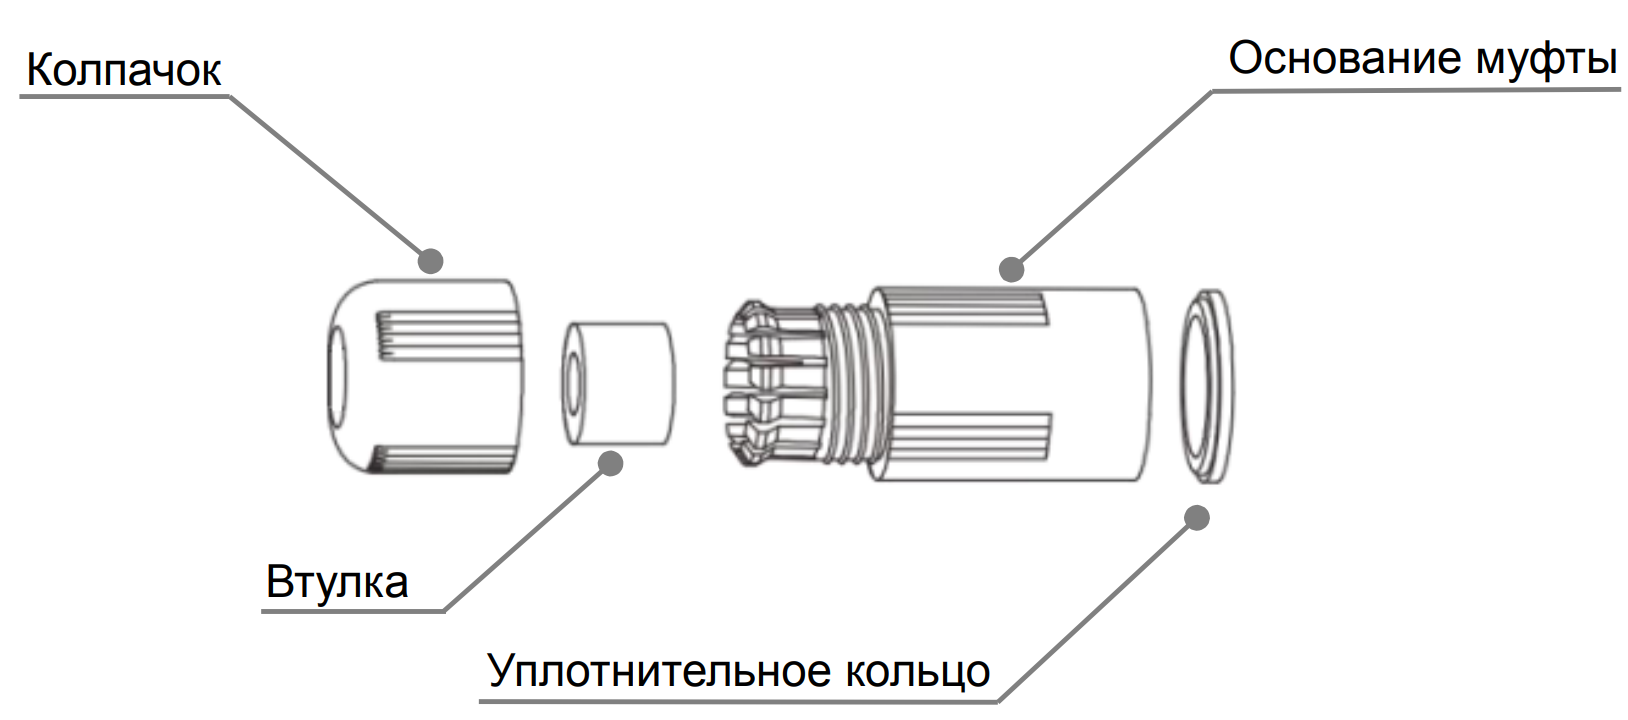 Колпачок
Основание муфты
Втулка
Уплотнительное кольцо